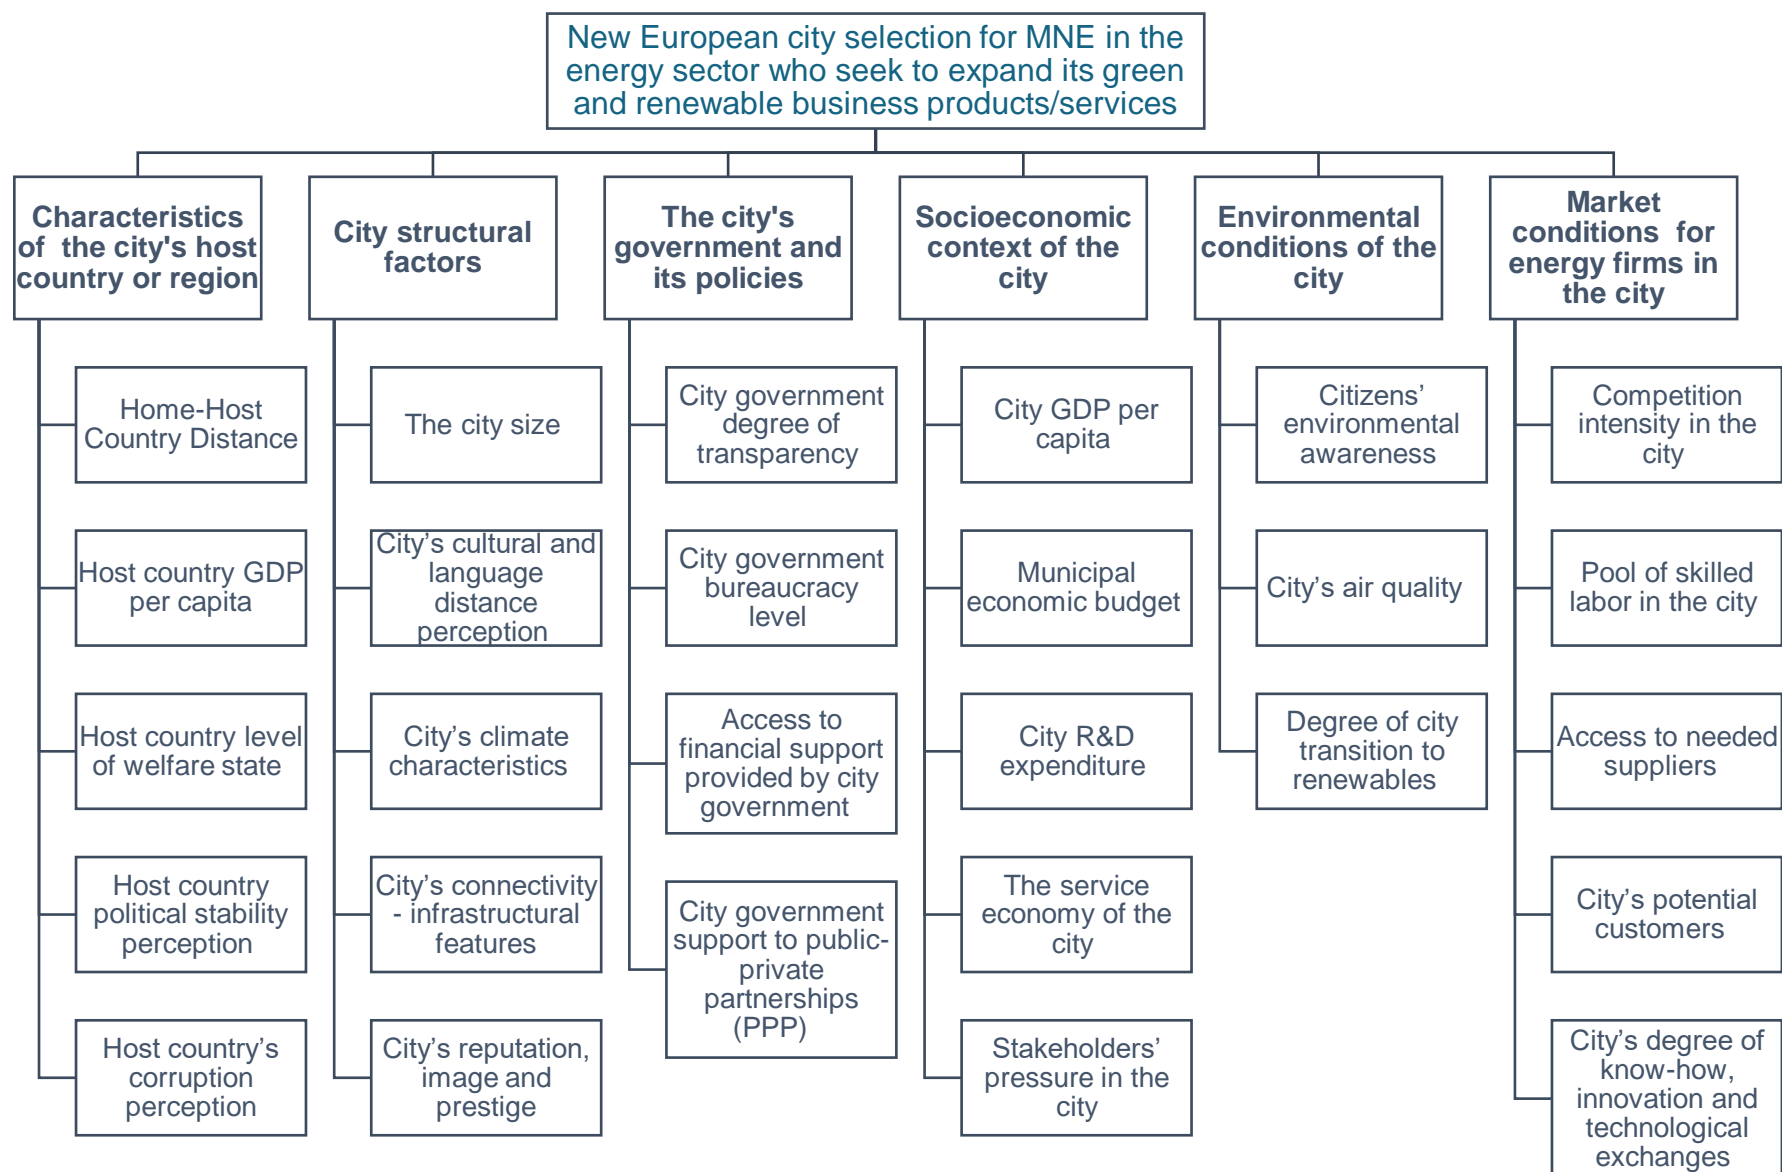 New European city selection for MNE in the
energy sector who seek to expand its green
and renewable business products/services
Characteristics
of the city's host
country or region
Home-Host
Country Distance
Host country GDP
per capita
Host country level
of welfare state
Host country
political stability
perception
Host country's
corruption
perception
City structural
factors
The city size
City's cultural and
language
distance
perception
City's climate
characteristics
City's connectivity
- infrastructural
features
City's reputation,
image and
prestige
The city's
government and
its policies
City government
degree of
transparency
City government
bureaucracy
level
Access to
financial support
provided by city
government
City government
support to public-
private
partnerships
(PPP)
Socioeconomic
context of the
city
City GDP per
capita
Municipal
economic budget
City R&D
expenditure
The service
economy of the
city
Stakeholders'
pressure in the
city
Environmental
conditions of the
city
Citizens'
environmental
awareness
City's air quality
Degree of city
transition to
renewables
Market
conditions for
energy firms in
the city
Competition
intensity in the
city
Pool of skilled
labor in the city
Access to needed
suppliers
City's potential
customers
City's degree of
know-how,
innovation and
technological
exchanges